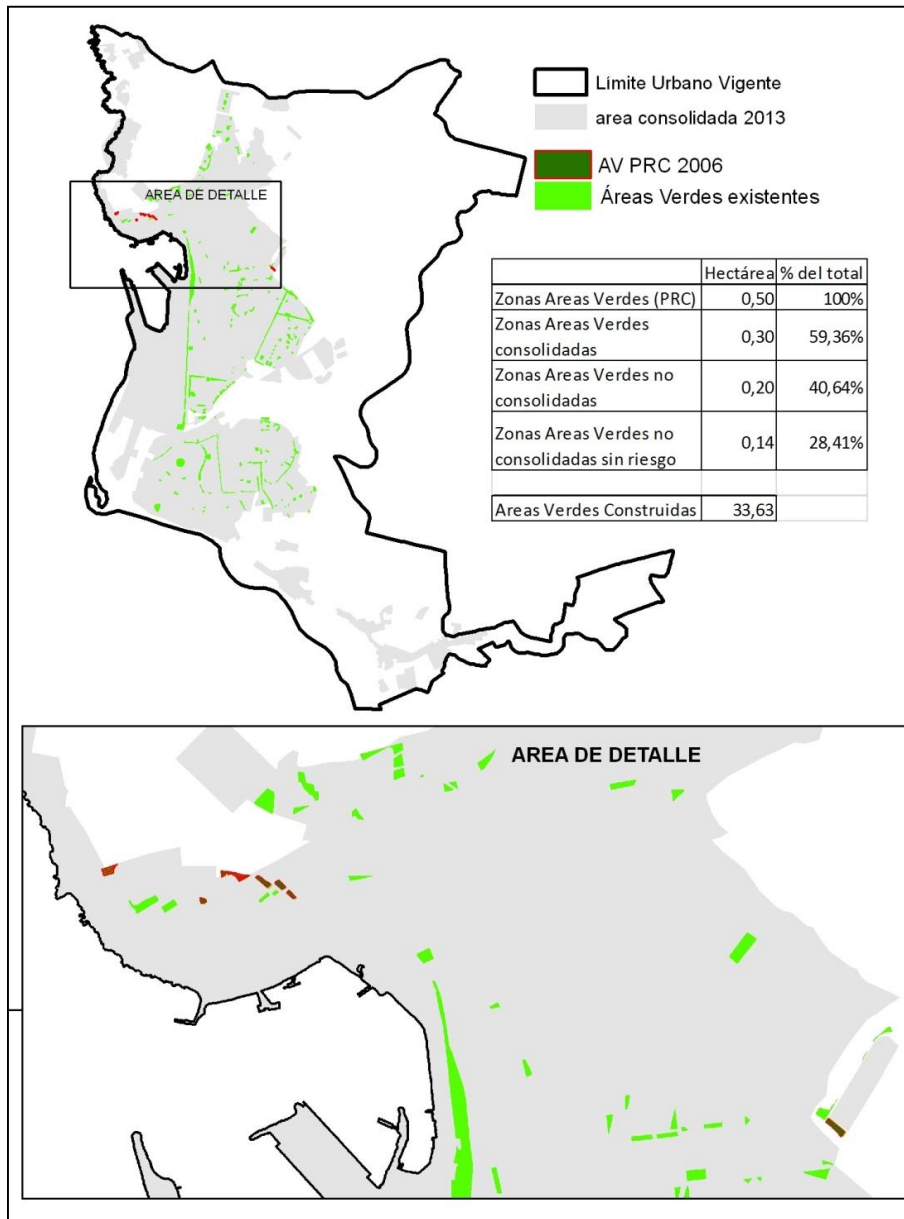 Límite Urbano Vigente
area consolidada 2013
AV PRC 2006
Áreas Verdes existentes
AREA DE DETALLE
Hectárea % del total
Zonas Areas Verdes (PRC) 0,50 100%
Zonas Areas Verdes
consolidadas 0,30 59,36%
Zonas Areas Verdes no
consolidadas 0,20 40,64%
Zonas Areas Verdes no
consolidadas sin riesgo 0,14 28,41%
Areas Verdes Construidas 33,63
AREA DE DETALLE